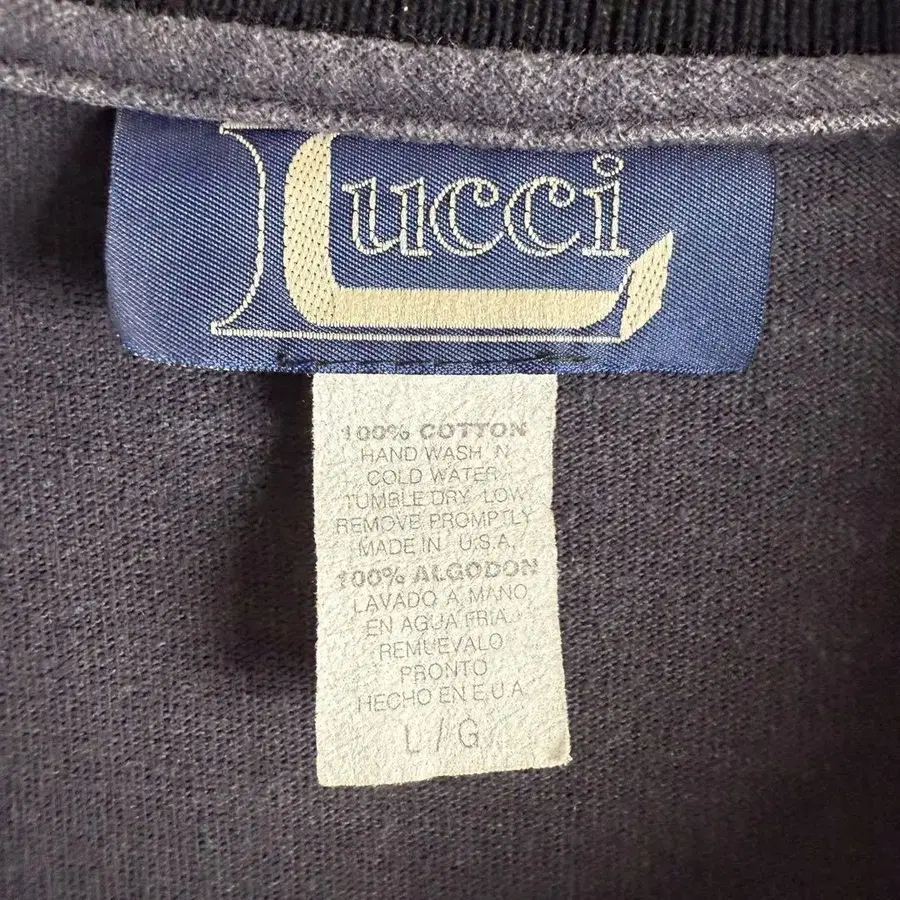 Lucci
100% COTTON
HAND WASH N
COLD WATER
TUMBLE DRY LOW
REMOVE PROMPTLY
MADE IN U.S.A.
100% ALGODON
LAVADO A MANO
EN AGUA FRIA
REMUEVALO
PRONTO
HECHO EN E.U.A
L / G